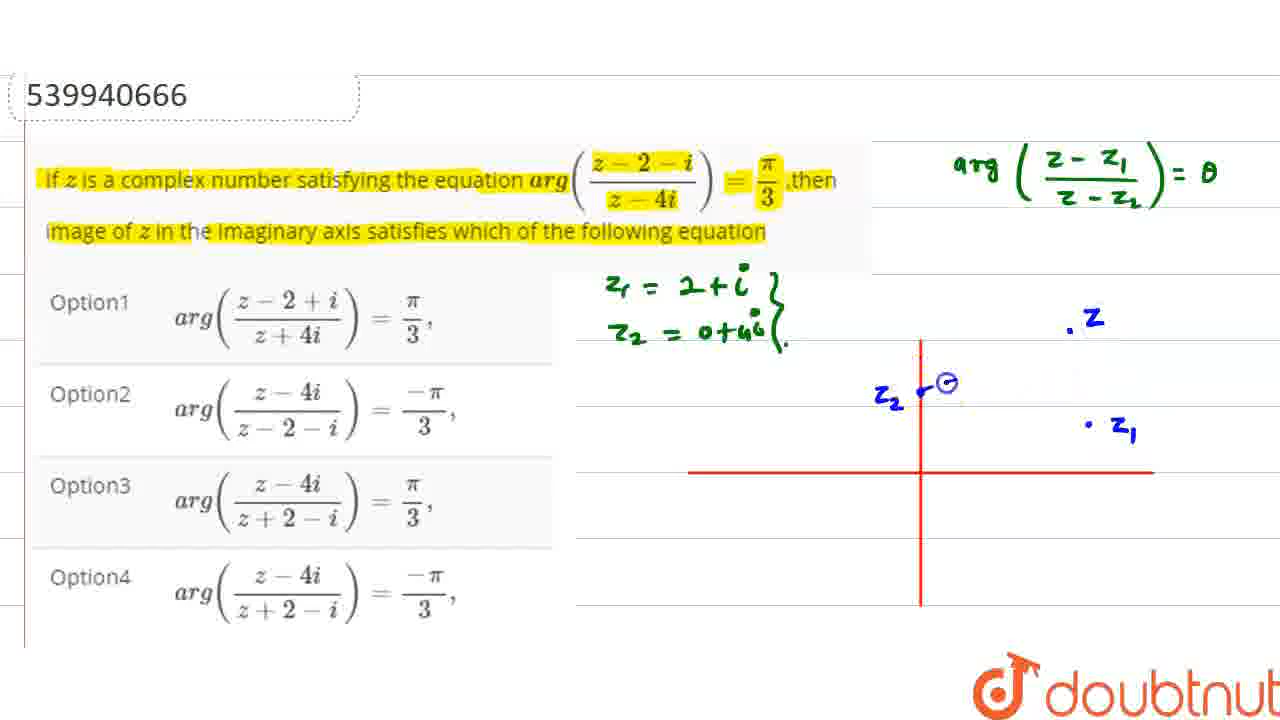 539940666
If z is a complex number satisfying the equation arg((z − 2 − i)/(z − 4i)) = π/3 ,then
image of z in the imaginary axis satisfies which of the following equation
Option1 arg((z − 2 + i)/(z + 4i)) = π/3,
Option2 arg((z − 4i)/(z − 2 − i)) = −π/3,
Option3 arg((z − 4i)/(z + 2 − i)) = π/3,
Option4 arg((z − 4i)/(z + 2 − i)) = −π/3,
arg((z − z₁)/(z − z₂)) = θ
z₁ = 2 + i
z₂ = 0 + 4i
z
z₂
z₁
doubtnut